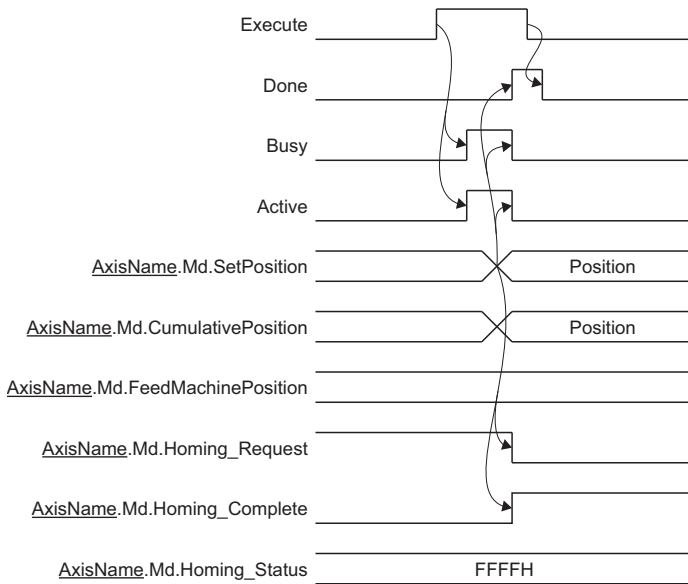 Execute
Done
Busy
Active
AxisName.Md.SetPosition
Position
AxisName.Md.CumulativePosition
Position
AxisName.Md.FeedMachinePosition
AxisName.Md.Homing_Request
AxisName.Md.Homing_Complete
AxisName.Md.Homing_Status
FFFFH